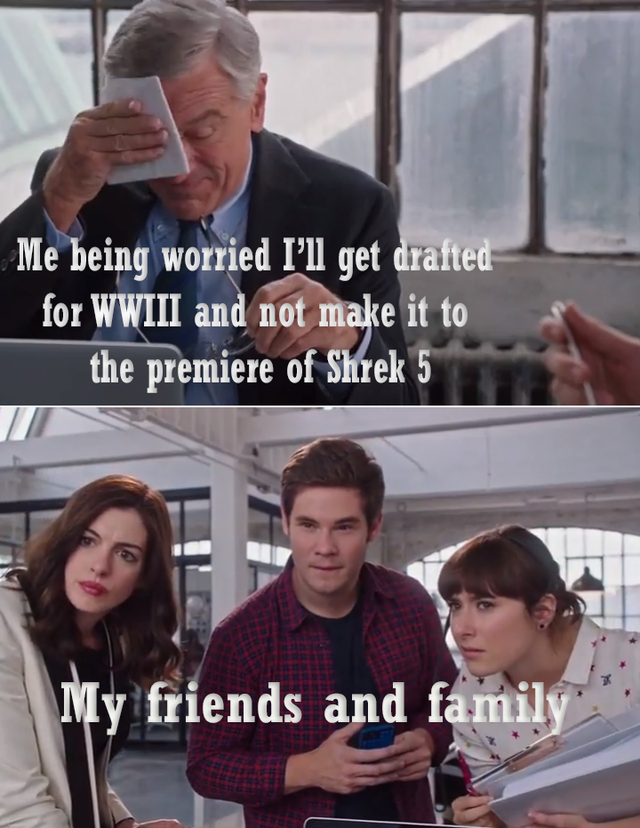 Me being worried I’ll get drafted
for WWIII and not make it to
the premiere of Shrek 5
My friends and family